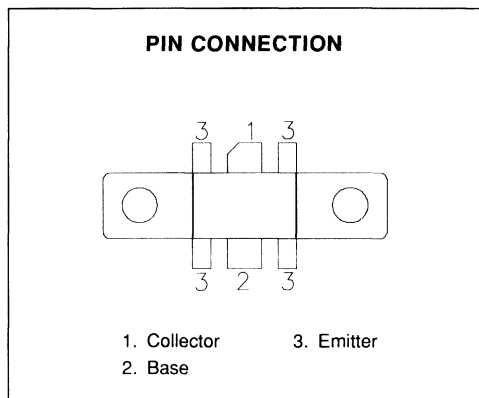 PIN CONNECTION
3 1 3
3 2 3
1. Collector 3. Emitter
2. Base